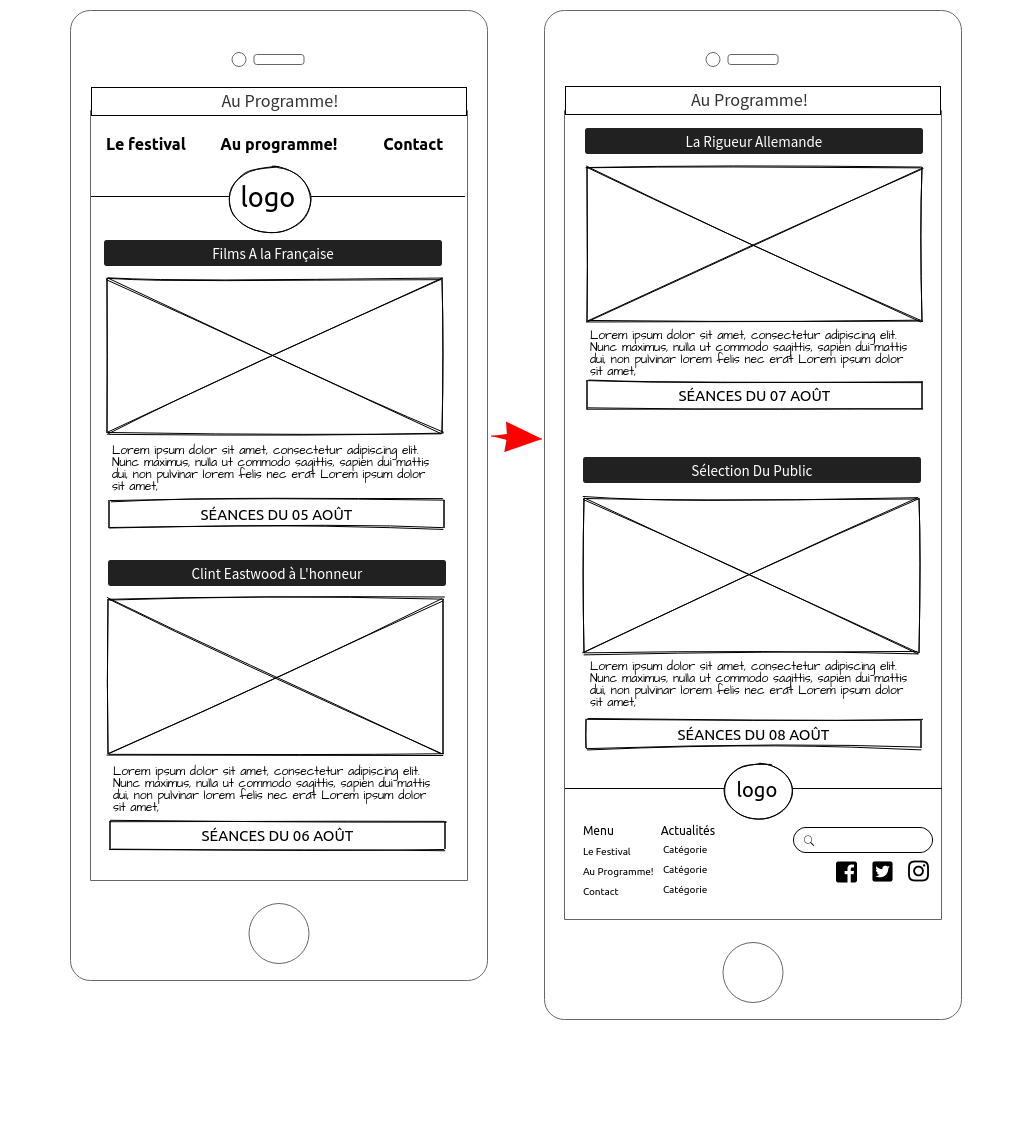 Au Programme!
Le festival Au programme! Contact
logo
Films A la Française
Lorem ipsum dolor sit amet, consectetur adipiscing elit.
Nunc maximus, nulla ut commodo sagittis, sapien dui mattis
dui, non pulvinar lorem felis nec erat Lorem ipsum dolor
sit amet,
SÉANCES DU 05 AOÛT
Clint Eastwood à L'honneur
Lorem ipsum dolor sit amet, consectetur adipiscing elit.
Nunc maximus, nulla ut commodo sagittis, sapien dui mattis
dui, non pulvinar lorem felis nec erat Lorem ipsum dolor
sit amet,
SÉANCES DU 06 AOÛT
Au Programme!
La Rigueur Allemande
Lorem ipsum dolor sit amet, consectetur adipiscing elit.
Nunc maximus, nulla ut commodo sagittis, sapien dui mattis
dui, non pulvinar lorem felis nec erat Lorem ipsum dolor
sit amet,
SÉANCES DU 07 AOÛT
Sélection Du Public
Lorem ipsum dolor sit amet, consectetur adipiscing elit.
Nunc maximus, nulla ut commodo sagittis, sapien dui mattis
dui, non pulvinar lorem felis nec erat Lorem ipsum dolor
sit amet,
SÉANCES DU 08 AOÛT
logo
Menu Actualités
Le Festival Catégorie
Au Programme! Catégorie
Contact Catégorie